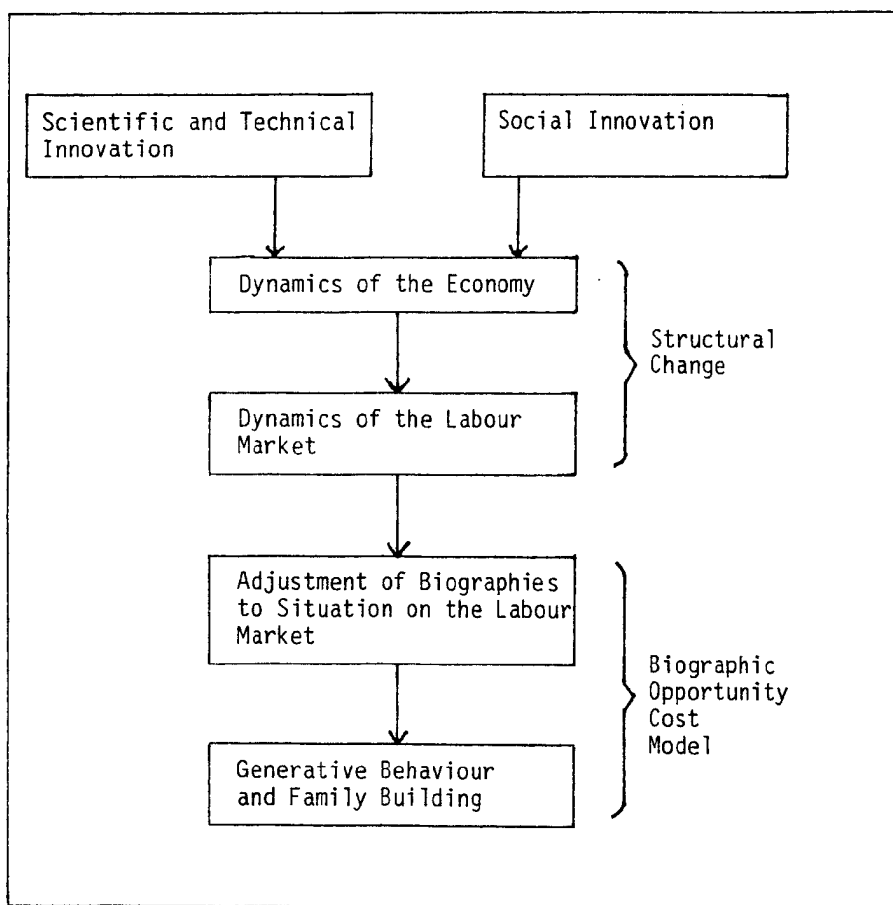 Scientific and Technical
Innovation
Social Innovation
Dynamics of the Economy
Structural
Change
Dynamics of the Labour
Market
Adjustment of Biographies
to Situation on the Labour
Market
Biographic
Opportunity
Cost
Model
Generative Behaviour
and Family Building